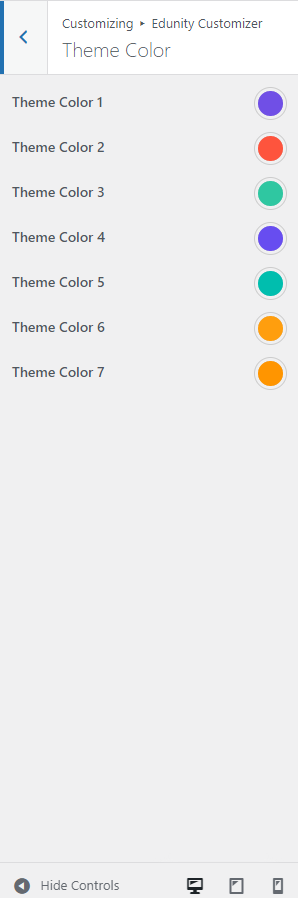 Customizing ▸ Edunity Customizer
Theme Color
Theme Color 1
Theme Color 2
Theme Color 3
Theme Color 4
Theme Color 5
Theme Color 6
Theme Color 7
Hide Controls